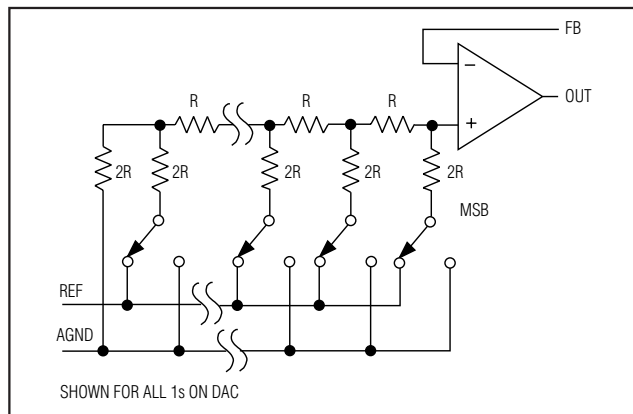 FB
−
OUT
+
R
R
R
2R
2R
2R
2R
2R
MSB
REF
AGND
SHOWN FOR ALL 1s ON DAC